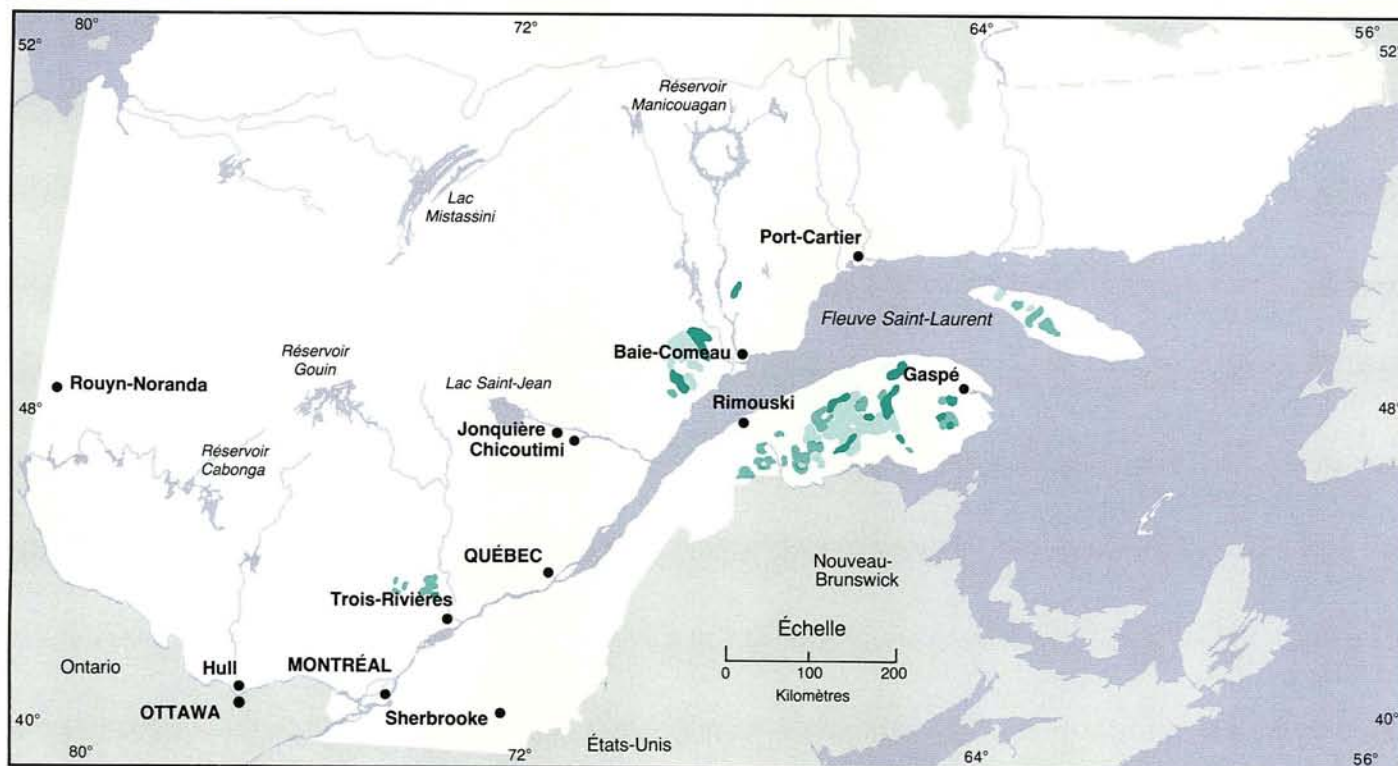 80°
72°
64°
56°
52°
52°
Réservoir
Manicouagan
Lac
Mistassini
Port-Cartier
Fleuve Saint-Laurent
Baie-Comeau
Réservoir
Gouin
Lac Saint-Jean
Gaspé
Rouyn-Noranda
Rimouski
48°
48°
Jonquière
Chicoutimi
Réservoir
Cabonga
QUÉBEC
Nouveau-
Brunswick
Trois-Rivières
Échelle
0 100 200
Kilomètres
Ontario
Hull
MONTRÉAL
OTTAWA
Sherbrooke
40°
40°
80°
72°
États-Unis
64°
56°